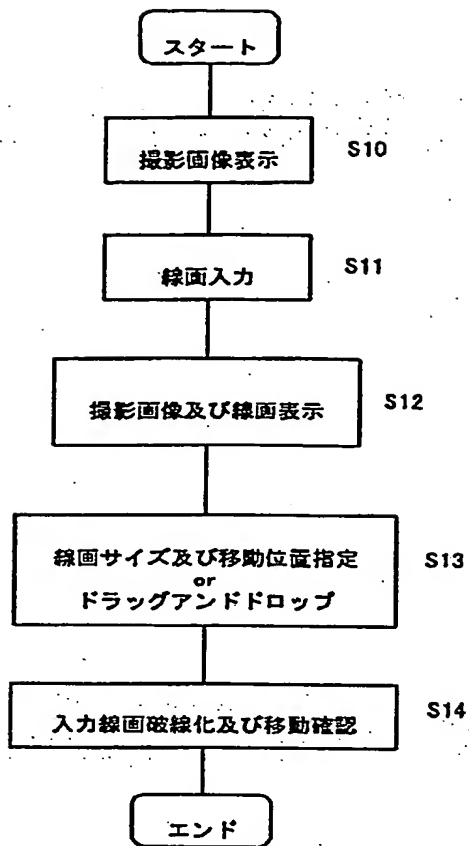 スタート
撮影画像表示
S10
線画入力
S11
撮影画像及び線画表示
S12
線画サイズ及び移動位置指定
or
ドラッグアンドドロップ
S13
入力線画破線化及び移動確認
S14
エンド